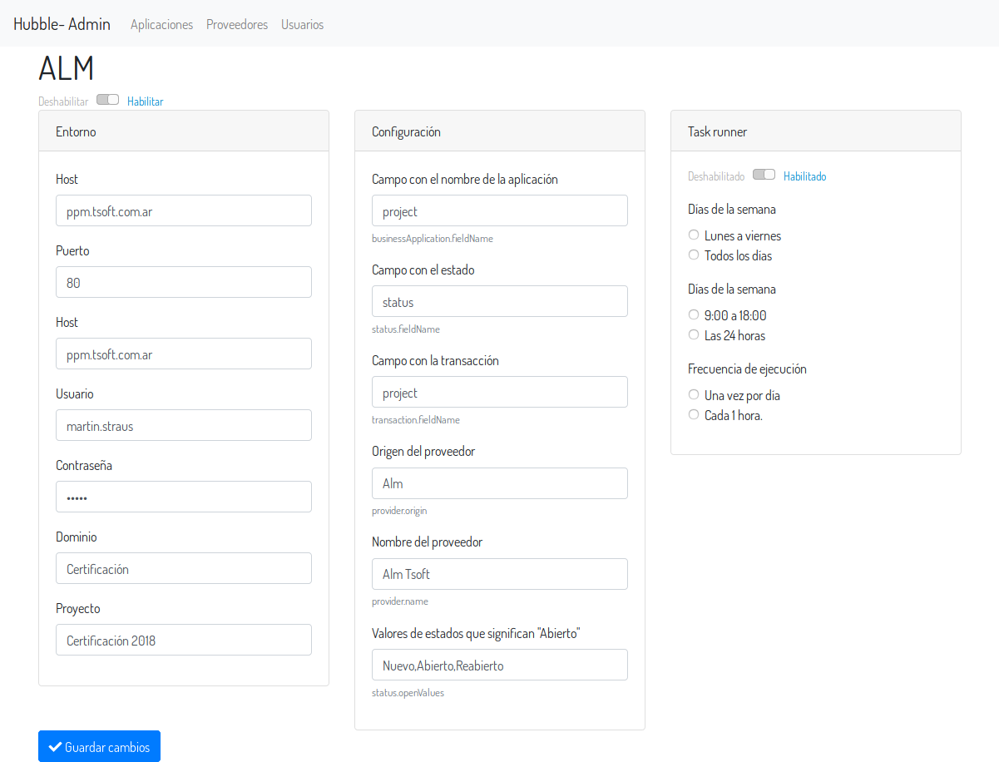 Hubble- Admin Aplicaciones Proveedores Usuarios
ALM
Deshabilitar Habilitar
Entorno
Host
ppm.tsoft.com.ar
Puerto
80
Host
ppm.tsoft.com.ar
Usuario
martin.straus
Contraseña
•••••
Dominio
Certificación
Proyecto
Certificación 2018
Configuración
Campo con el nombre de la aplicación
project
businessApplication.fieldName
Campo con el estado
status
status.fieldName
Campo con la transacción
project
transaction.fieldName
Origen del proveedor
Alm
provider.origin
Nombre del proveedor
Alm Tsoft
provider.name
Valores de estados que significan "Abierto"
Nuevo,Abierto,Reabierto
status.openValues
Task runner
Deshabilitado Habilitado
Días de la semana
Lunes a viernes
Todos los días
Días de la semana
9:00 a 18:00
Las 24 horas
Frecuencia de ejecución
Una vez por día
Cada 1 hora.
Guardar cambios